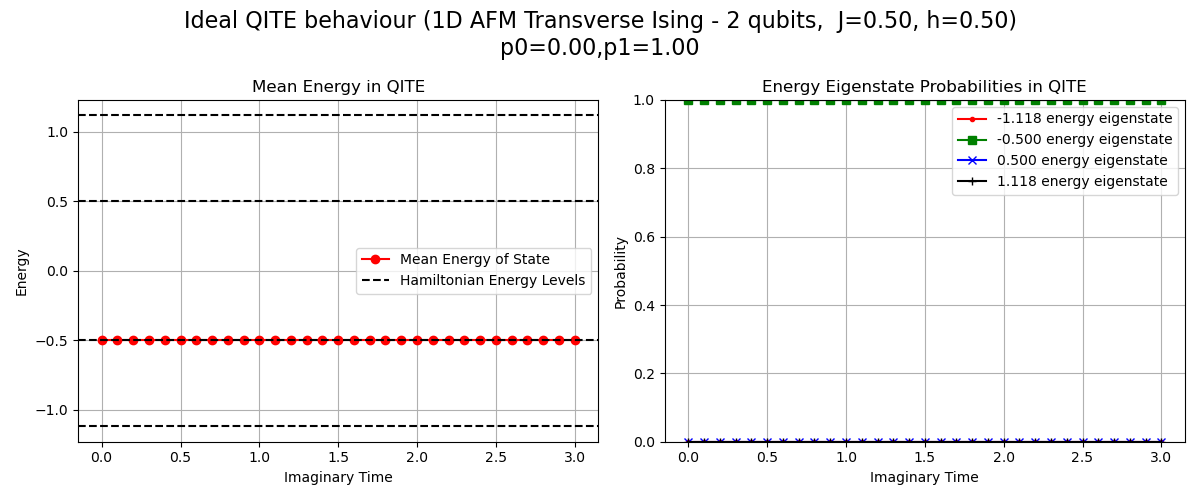 Ideal QITE behaviour (1D AFM Transverse Ising - 2 qubits,  J=0.50, h=0.50)
p0=0.00,p1=1.00
Mean Energy in QITE
Energy
1.0
0.5
0.0
−0.5
−1.0
Mean Energy of State
Hamiltonian Energy Levels
0.0 0.5 1.0 1.5 2.0 2.5 3.0
Imaginary Time
Energy Eigenstate Probabilities in QITE
Probability
1.0
0.8
0.6
0.4
0.2
0.0
-1.118 energy eigenstate
-0.500 energy eigenstate
0.500 energy eigenstate
1.118 energy eigenstate
0.0 0.5 1.0 1.5 2.0 2.5 3.0
Imaginary Time